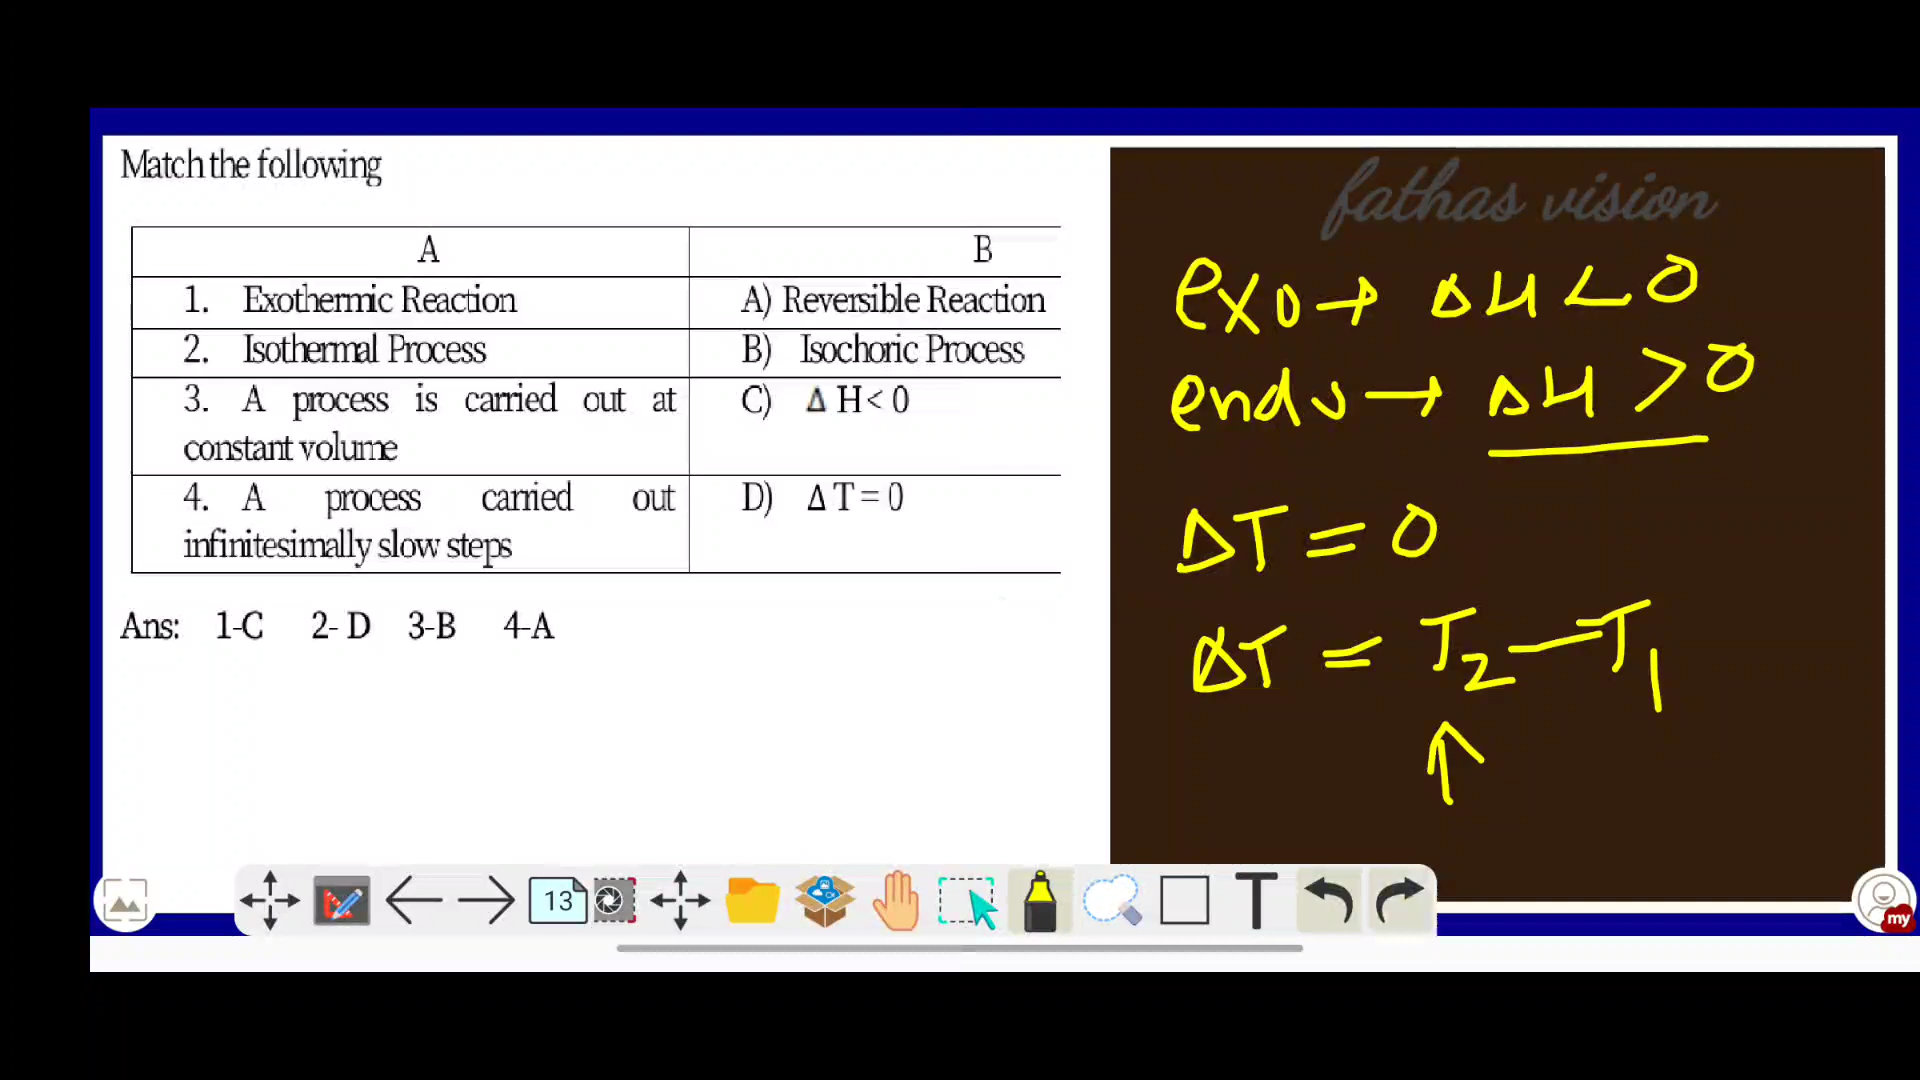 Match the following
A B
1. Exothermic Reaction A) Reversible Reaction
2. Isothermal Process B) Isochoric Process
3. A process is carried out at C) Δ H < 0
constant volume
4. A process carried out D) Δ T = 0
infinitesimally slow steps
Ans: 1-C 2- D 3-B 4-A
fathas vision
exo → ΔH < 0
endo → ΔH > 0
ΔT = 0
ΔT = T2 - T1
13
T
my